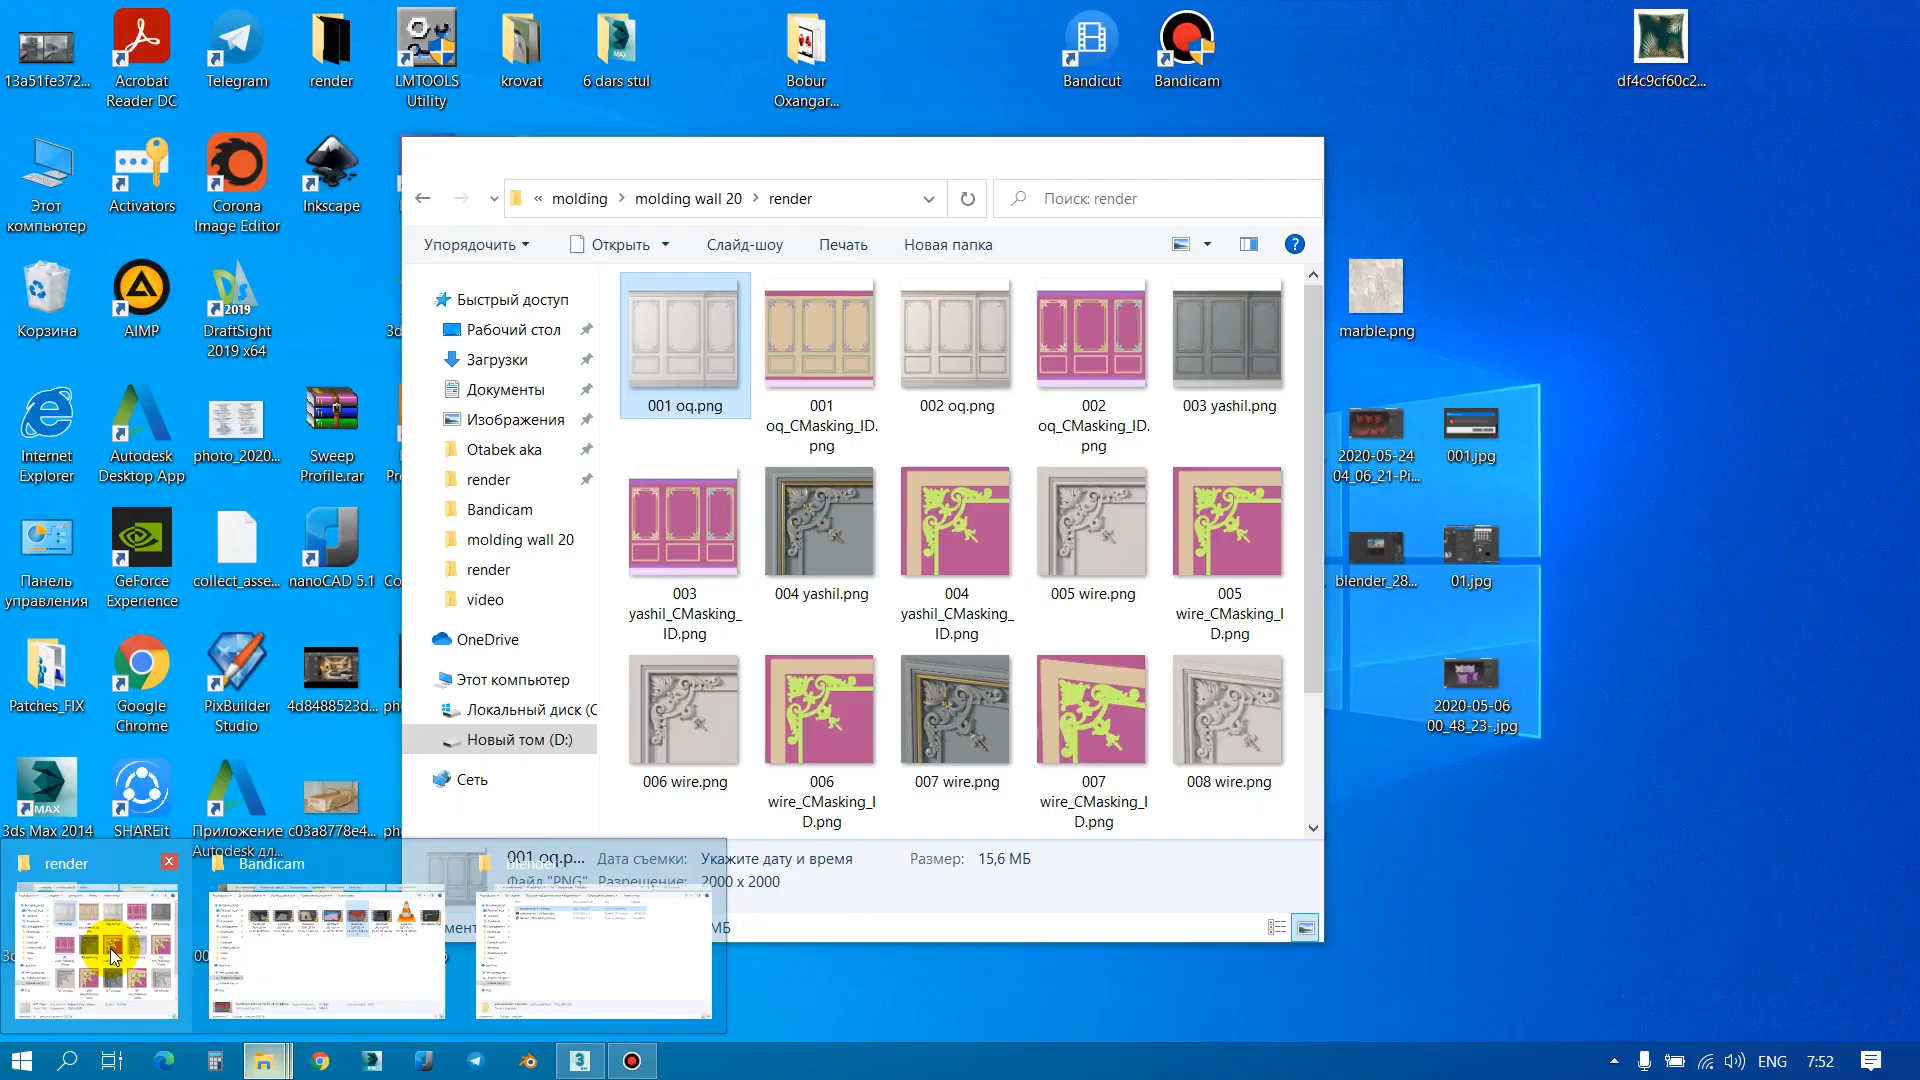 13a51fe372...
Acrobat
Reader DC
Telegram
render
LMTOOLS
Utility
krovat
6 dars stul
Bobur
Oxangar...
Bandicut
Bandicam
df4c9cf60c2...
Этот
компьютер
Activators
Corona
Image Editor
Inkscape
Корзина
AIMP
2019
DraftSight
2019 x64
Internet
Explorer
Autodesk
Desktop App
photo_2020...
Sweep
Profile.rar
Панель
управления
GeForce
Experience
collect_asse...
nanoCAD 5.1
Patches_FIX
Google
Chrome
PixBuilder
Studio
4d8488523d...
3ds Max 2014
SHAREit
Приложение
Autodesk дл...
c03a8778e4...
marble.png
2020-05-24
04_06_21-Pi...
001.jpg
blender_28...
01.jpg
2020-05-06
00_48_23-.jpg
« molding > molding wall 20 > render
Поиск: render
Упорядочить
Открыть
Слайд-шоу
Печать
Новая папка
Быстрый доступ
Рабочий стол
Загрузки
Документы
Изображения
Otabek aka
render
Bandicam
molding wall 20
render
video
OneDrive
Этот компьютер
Локальный диск (C
Новый том (D:)
Сеть
001 oq.png
001
oq_CMasking_ID.
png
002 oq.png
002
oq_CMasking_ID.
png
003 yashil.png
003
yashil_CMasking_
ID.png
004 yashil.png
004
yashil_CMasking_
ID.png
005 wire.png
005
wire_CMasking_I
D.png
006 wire.png
006
wire_CMasking_I
D.png
007 wire.png
007
wire_CMasking_I
D.png
008 wire.png
001 oq.p...
Дата съемки: Укажите дату и время
Размер: 15,6 МБ
Файл "PNG"
Разрешение: 2000 x 2000
МБ
render
Bandicam
blender
ENG
7:52